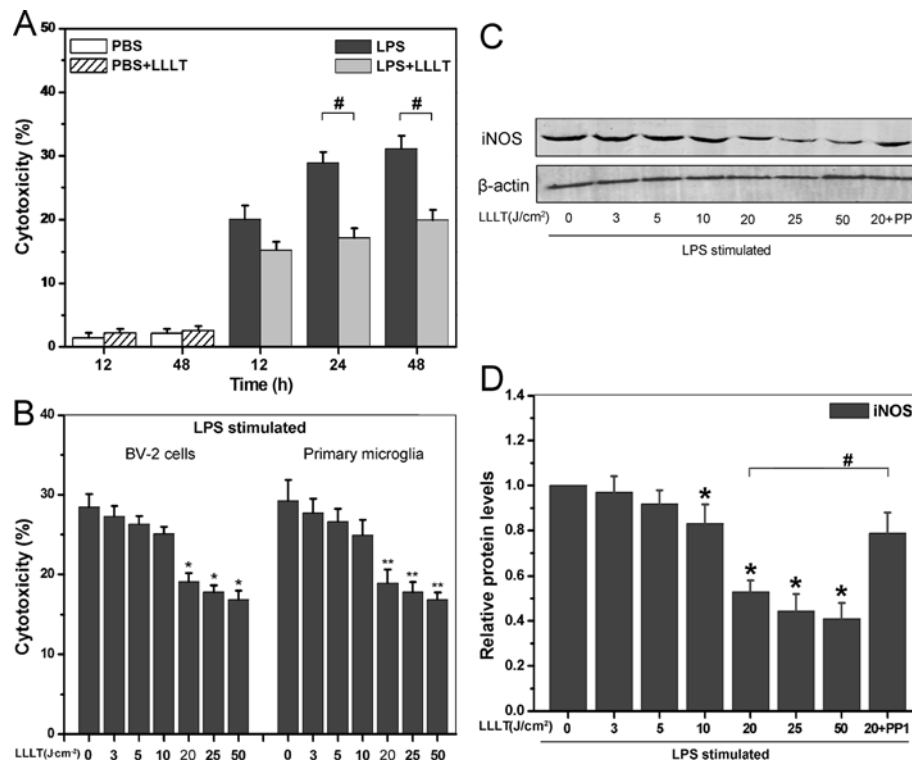 A
PBS
PBS+LLLT
LPS
LPS+LLLT
50
40
30
20
10
0
# #
Cytotoxicity (%)
12 48 12 24 48
Time (h)
B
LPS stimulated
BV-2 cells Primary microglia
40
30
20
10
0
Cytotoxicity (%)
* * * ** ** **
LLLT(J·cm⁻²) 0 3 5 10 20 25 50 0 3 5 10 20 25 50
C
iNOS
β-actin
LLLT(J/cm²) 0 3 5 10 20 25 50 20+PP
LPS stimulated
D
iNOS
1.4
1.2
1.0
0.8
0.6
0.4
0.2
0.0
Relative protein levels
#
* * * *
LLLT(J/cm²) 0 3 5 10 20 25 50 20+PP1
LPS stimulated